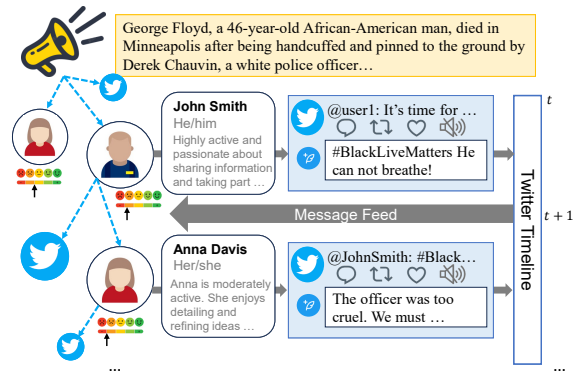 George Floyd, a 46-year-old African-American man, died in
Minneapolis after being handcuffed and pinned to the ground by
Derek Chauvin, a white police officer…
John Smith
He/him
Highly active and
passionate about
sharing information
and taking part …
@user1: It's time for …
#BlackLiveMatters He
can not breathe!
t
Message Feed
t + 1
Twitter Timeline
Anna Davis
Her/she
Anna is moderately
active. She enjoys
detailing and
refining ideas …
@JohnSmith: #Black…
The officer was too
cruel. We must …
...
...